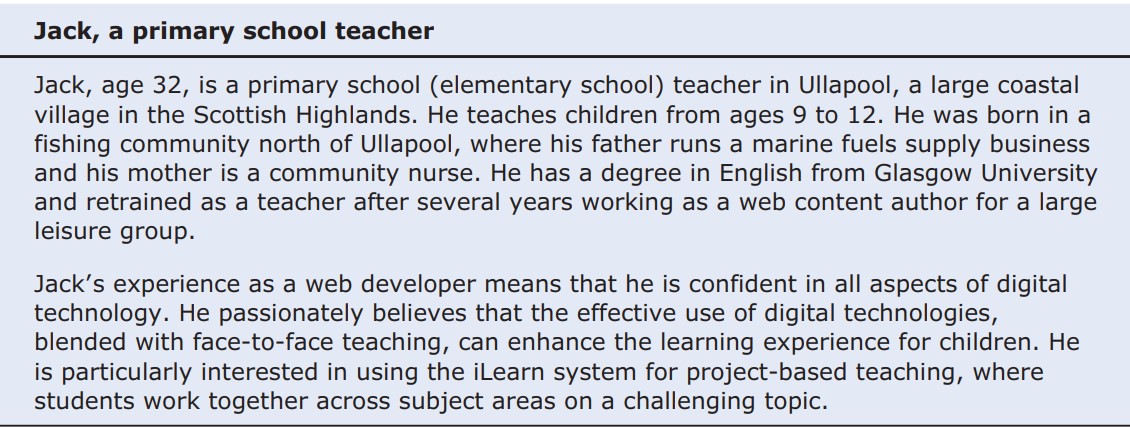 Jack, a primary school teacher
Jack, age 32, is a primary school (elementary school) teacher in Ullapool, a large coastal
village in the Scottish Highlands. He teaches children from ages 9 to 12. He was born in a
fishing community north of Ullapool, where his father runs a marine fuels supply business
and his mother is a community nurse. He has a degree in English from Glasgow University
and retrained as a teacher after several years working as a web content author for a large
leisure group.
Jack’s experience as a web developer means that he is confident in all aspects of digital
technology. He passionately believes that the effective use of digital technologies,
blended with face-to-face teaching, can enhance the learning experience for children. He
is particularly interested in using the iLearn system for project-based teaching, where
students work together across subject areas on a challenging topic.